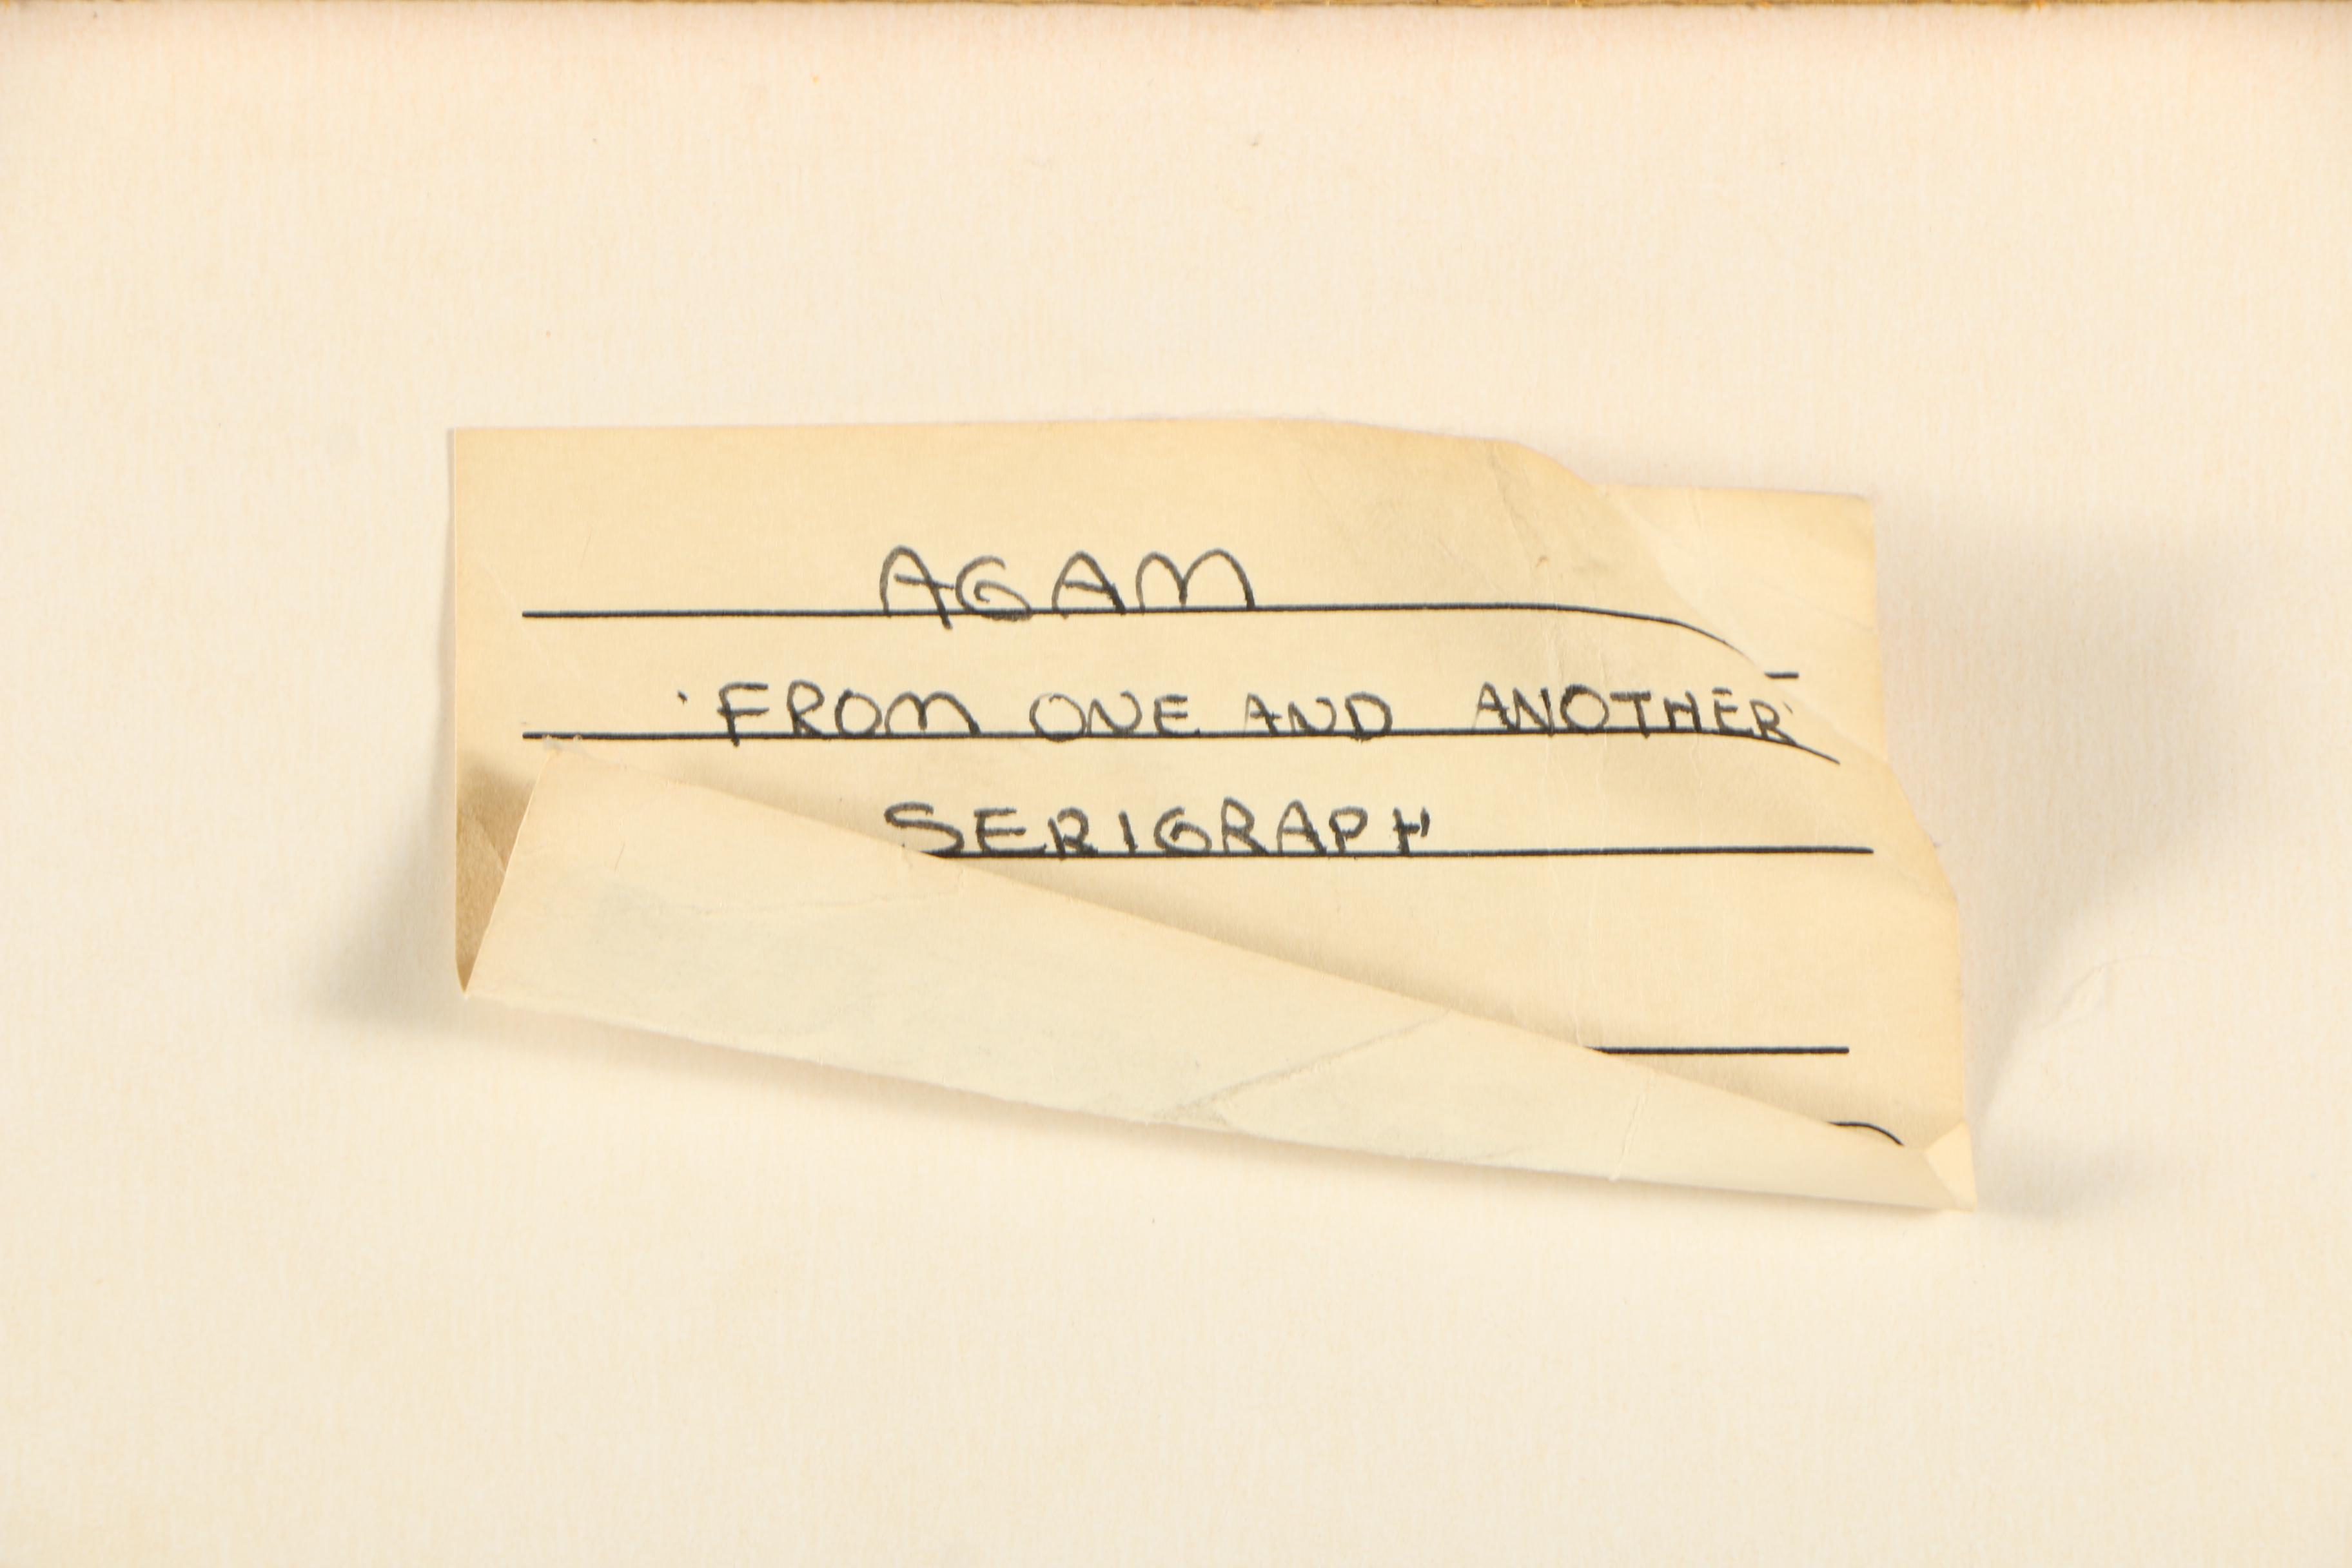 AGAM
'FROM ONE AND ANOTHER'
SERIGRAPH